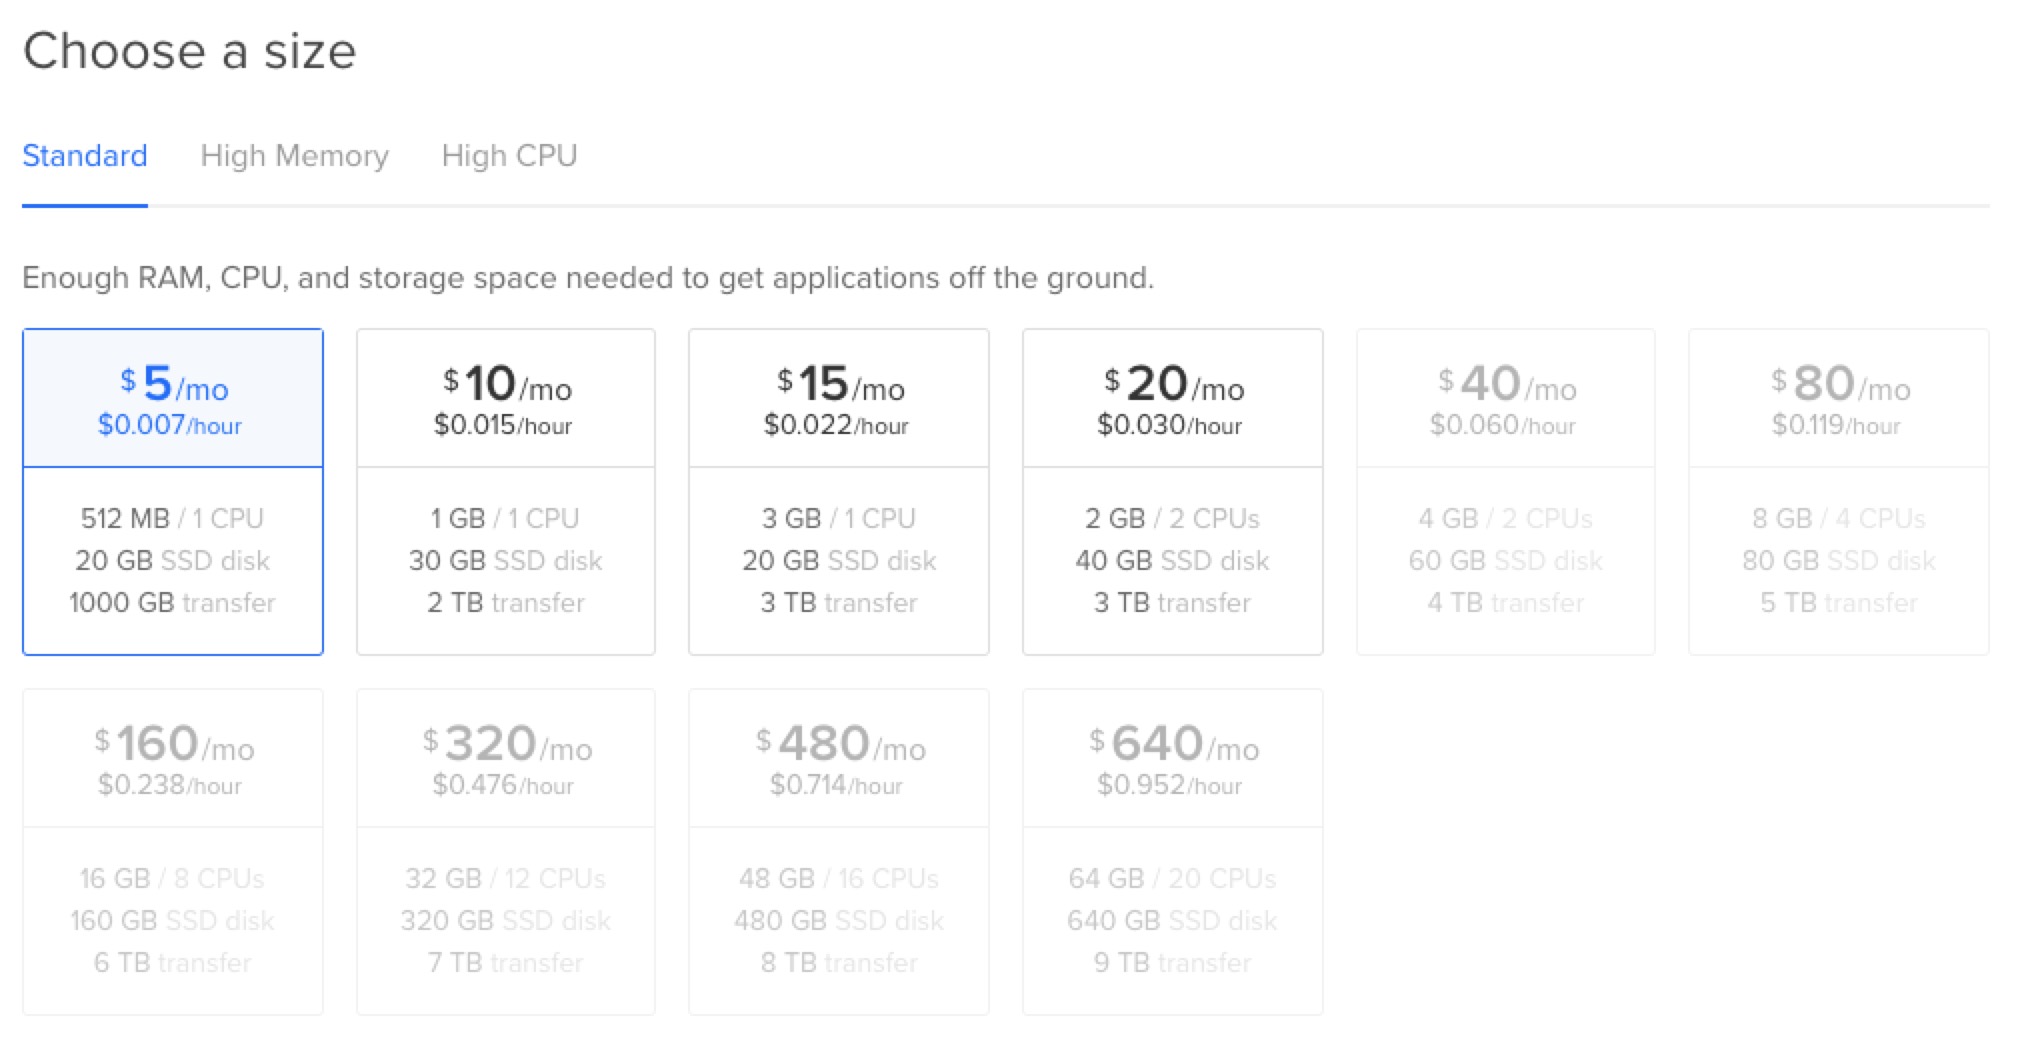 Choose a size
Standard High Memory High CPU
Enough RAM, CPU, and storage space needed to get applications off the ground.
$5/mo
$0.007/hour
512 MB / 1 CPU
20 GB SSD disk
1000 GB transfer
$10/mo
$0.015/hour
1 GB / 1 CPU
30 GB SSD disk
2 TB transfer
$15/mo
$0.022/hour
3 GB / 1 CPU
20 GB SSD disk
3 TB transfer
$20/mo
$0.030/hour
2 GB / 2 CPUs
40 GB SSD disk
3 TB transfer
$40/mo
$0.060/hour
4 GB / 2 CPUs
60 GB SSD disk
4 TB transfer
$80/mo
$0.119/hour
8 GB / 4 CPUs
80 GB SSD disk
5 TB transfer
$160/mo
$0.238/hour
16 GB / 8 CPUs
160 GB SSD disk
6 TB transfer
$320/mo
$0.476/hour
32 GB / 12 CPUs
320 GB SSD disk
7 TB transfer
$480/mo
$0.714/hour
48 GB / 16 CPUs
480 GB SSD disk
8 TB transfer
$640/mo
$0.952/hour
64 GB / 20 CPUs
640 GB SSD disk
9 TB transfer